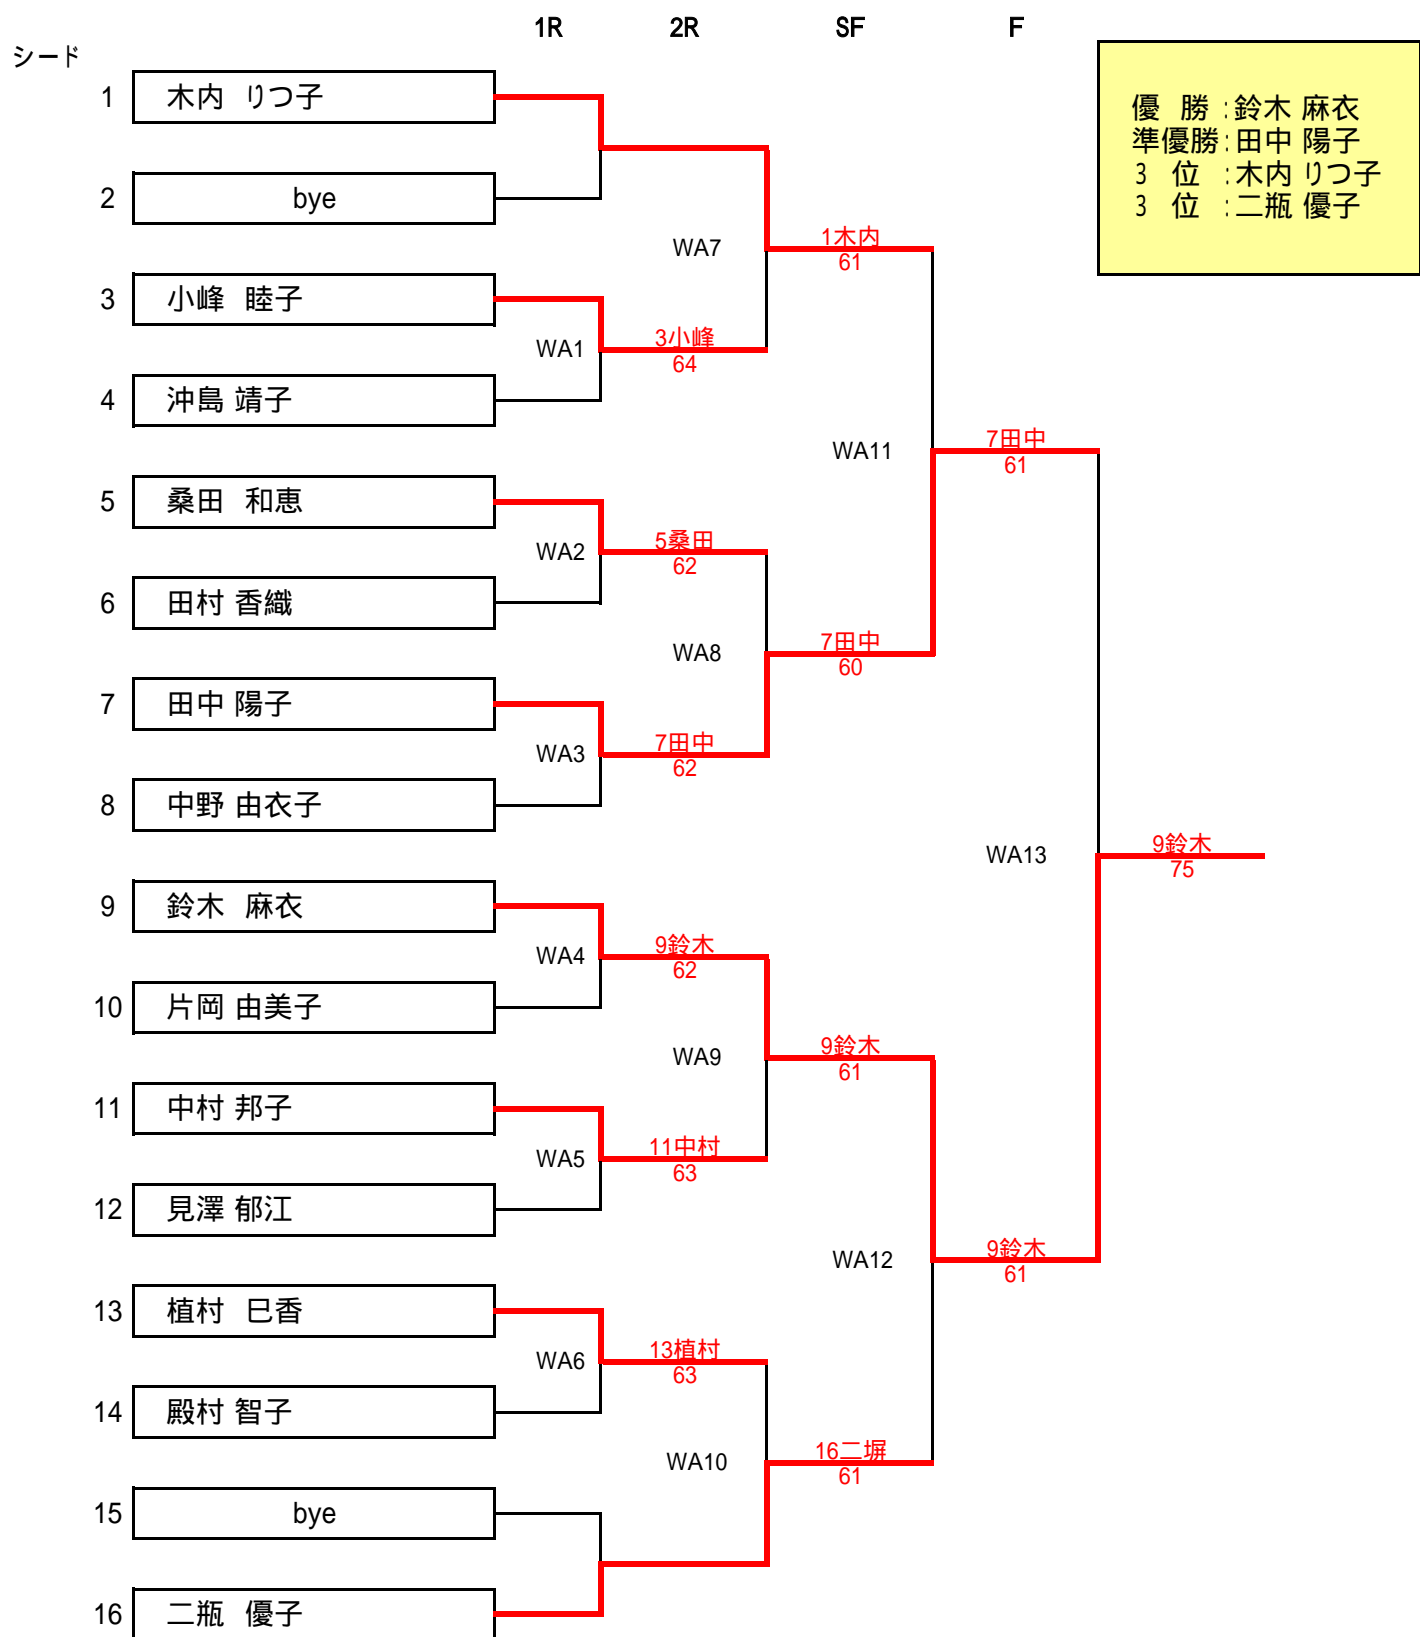 1R 2R SF F
シード
優 勝 :鈴木 麻衣
準優勝:田中 陽子
3 位 :木内 りつ子
3 位 :二瓶 優子
1 木内 りつ子
2 bye
WA7
1木内
61
3 小峰 睦子
WA1
3小峰
64
4 沖島 靖子
WA11
7田中
61
5 桑田 和恵
WA2
5桑田
62
6 田村 香織
WA8
7田中
60
7 田中 陽子
WA3
7田中
62
8 中野 由衣子
WA13
9鈴木
75
9 鈴木 麻衣
WA4
9鈴木
62
10 片岡 由美子
WA9
9鈴木
61
11 中村 邦子
WA5
11中村
63
12 見澤 郁江
WA12
9鈴木
61
13 植村 巳香
WA6
13植村
63
14 殿村 智子
WA10
16二塀
61
15 bye
16 二瓶 優子